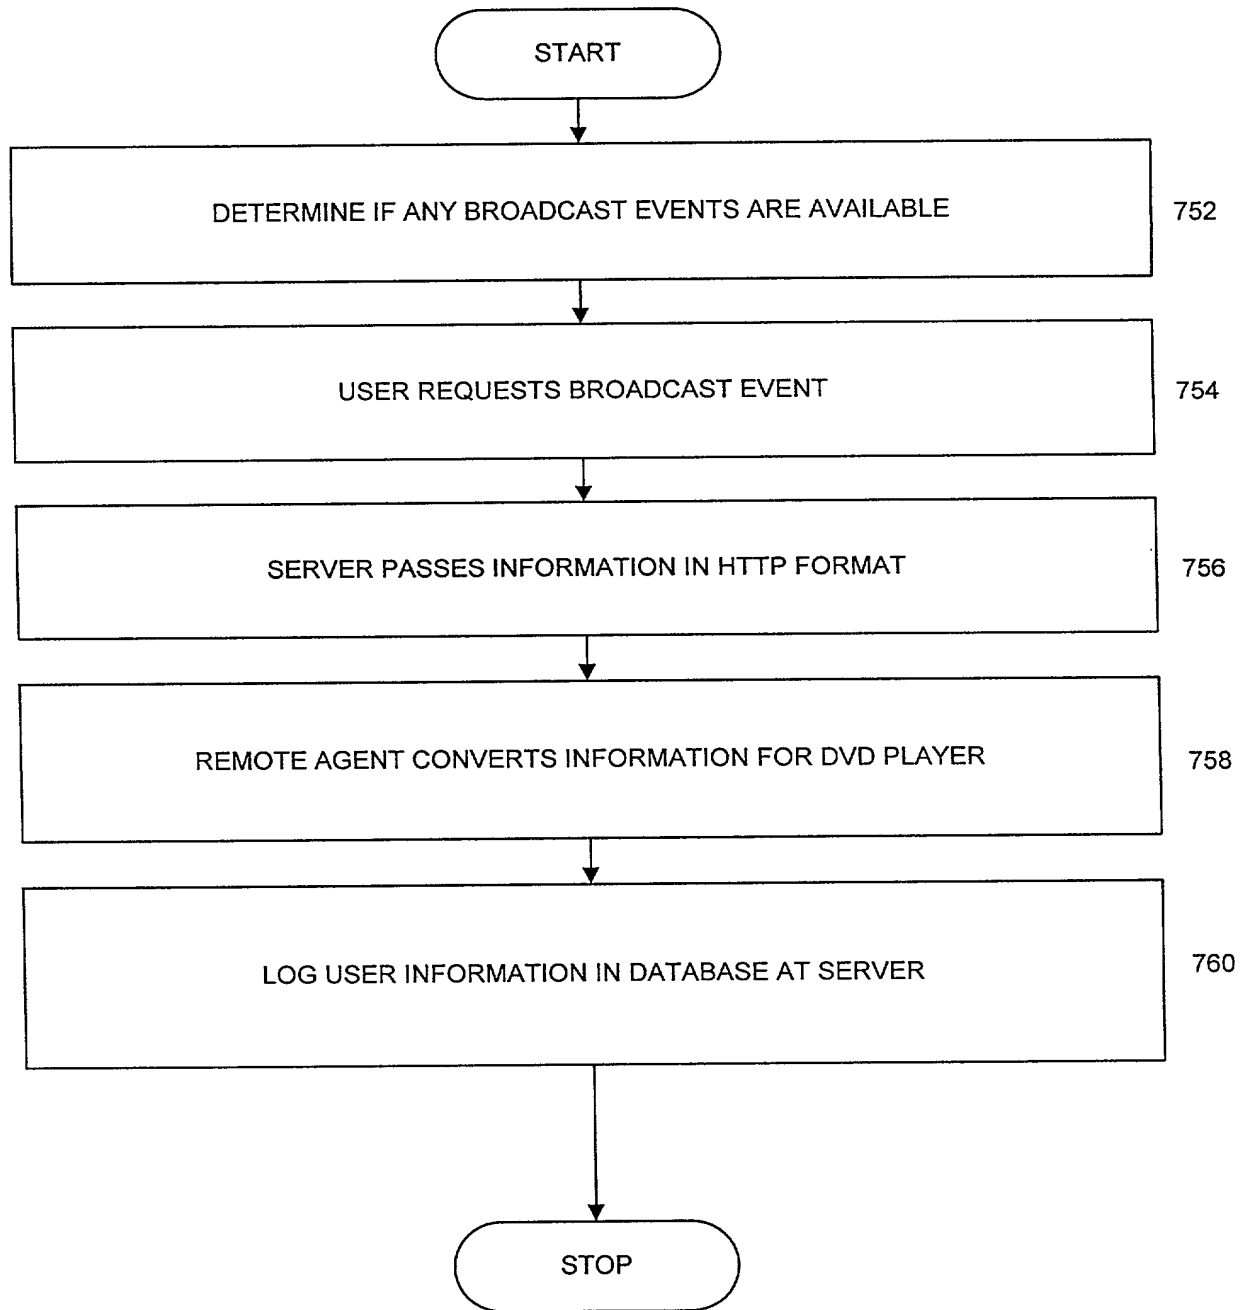 START
DETERMINE IF ANY BROADCAST EVENTS ARE AVAILABLE
752
USER REQUESTS BROADCAST EVENT
754
SERVER PASSES INFORMATION IN HTTP FORMAT
756
REMOTE AGENT CONVERTS INFORMATION FOR DVD PLAYER
758
LOG USER INFORMATION IN DATABASE AT SERVER
760
STOP